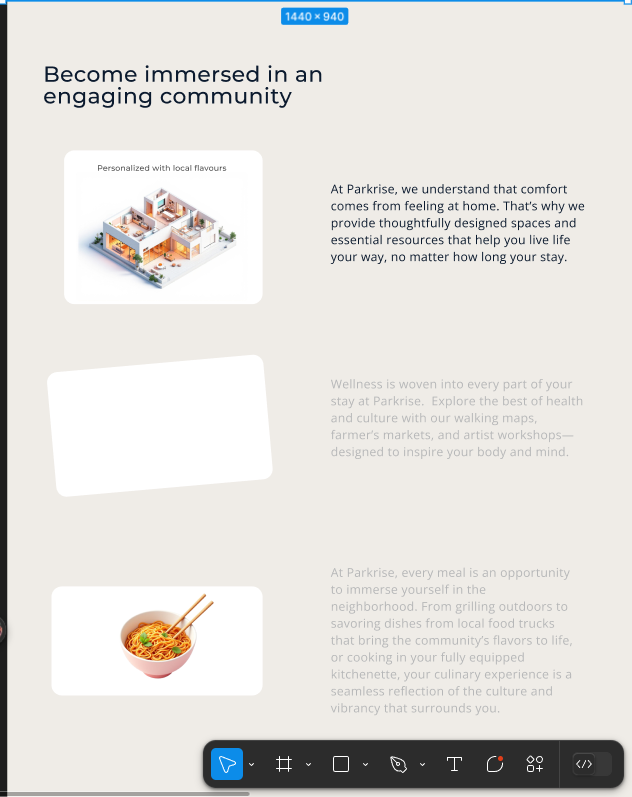 1440 × 940
Become immersed in an
engaging community
Personalized with local flavours
At Parkrise, we understand that comfort
comes from feeling at home. That’s why we
provide thoughtfully designed spaces and
essential resources that help you live life
your way, no matter how long your stay.
Wellness is woven into every part of your
stay at Parkrise.  Explore the best of health
and culture with our walking maps,
farmer’s markets, and artist workshops—
designed to inspire your body and mind.
At Parkrise, every meal is an opportunity
to immerse yourself in the
neighborhood. From grilling outdoors to
savoring dishes from local food trucks
that bring the community’s flavors to life,
or cooking in your fully equipped
kitchenette, your culinary experience is a
seamless reflection of the culture and
vibrancy that surrounds you.